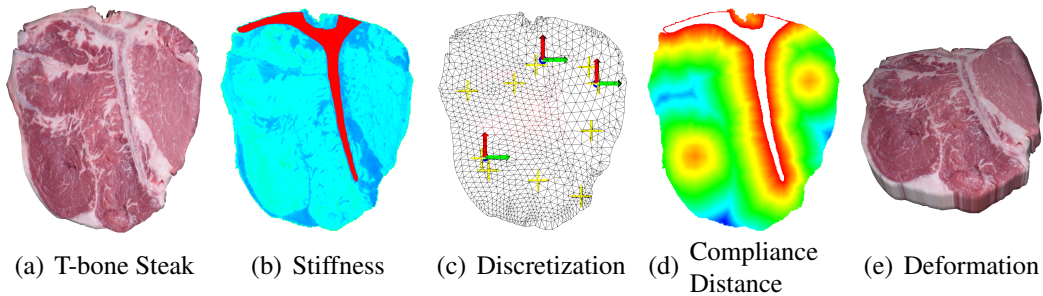 (a) T-bone Steak
(b) Stiffness
(c) Discretization
(d) Compliance
Distance
(e) Deformation